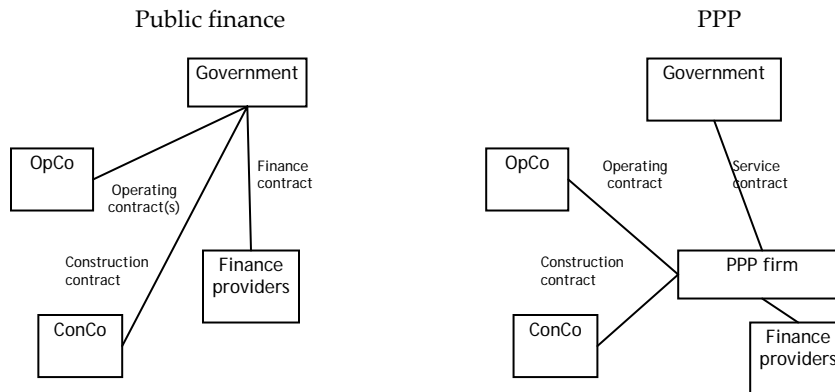 Public finance
Government
OpCo
Operating
contract(s)
Finance
contract
Construction
contract
Finance
providers
ConCo
PPP
Government
OpCo
Operating
contract
Service
contract
Construction
contract
PPP firm
ConCo
Finance
providers